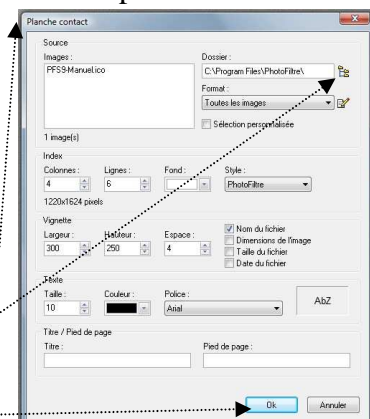 Planche contact
Source
Images :
Dossier :
PFS9-Manuel.ico
C:\Program Files\PhotoFiltre\
Format :
Toutes les images
Sélection personnalisée
1 image(s)
Index
Colonnes :
Lignes :
Fond :
Style :
4
6
PhotoFiltre
1220x1624 pixels
Vignette
Largeur :
Hauteur :
Espace :
300
250
4
Nom du fichier
Dimensions de l'image
Taille du fichier
Date du fichier
Texte
Taille :
Couleur :
Police :
10
Arial
AbZ
Titre / Pied de page
Titre :
Pied de page :
Ok
Annuler